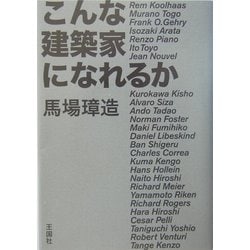 こんな
建築家
になれるか
馬場璋造
Rem Koolhaas
Murano Togo
Frank O.Gehry
Isozaki Arata
Renzo Piano
Ito Toyo
Jean Nouvel
Kurokawa Kisho
Alvaro Siza
Ando Tadao
Norman Foster
Maki Fumihiko
Daniel Libeskind
Ban Shigeru
Charles Correa
Kuma Kengo
Hans Hollein
Naito Hiroshi
Richard Meier
Yamamoto Riken
Richard Rogers
Hara Hiroshi
Cesar Pelli
Taniguchi Yoshio
Robert Venturi
Tange Kenzo
王国社